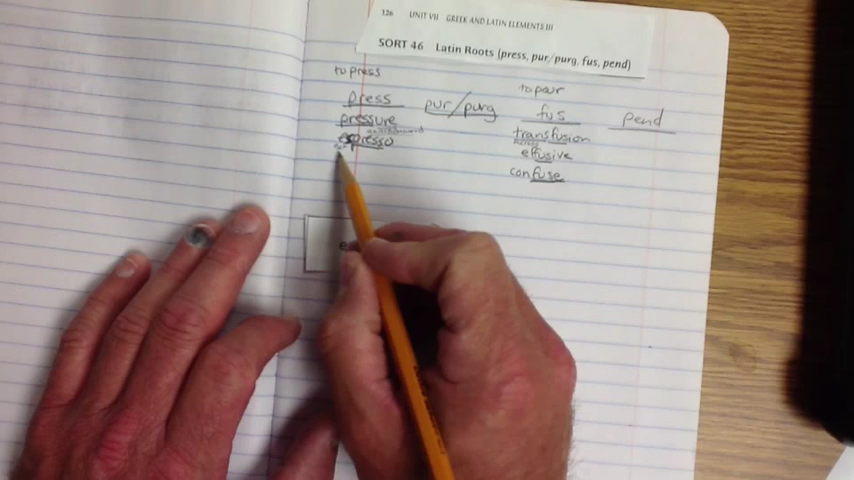 126 UNIT VII GREEK AND LATIN ELEMENTS III
SORT 46 Latin Roots (press, pur/purg, fus, pend)
to press
to pour
press pur/purg fus pend
pressure transfusion
across
espresso effusive
confuse